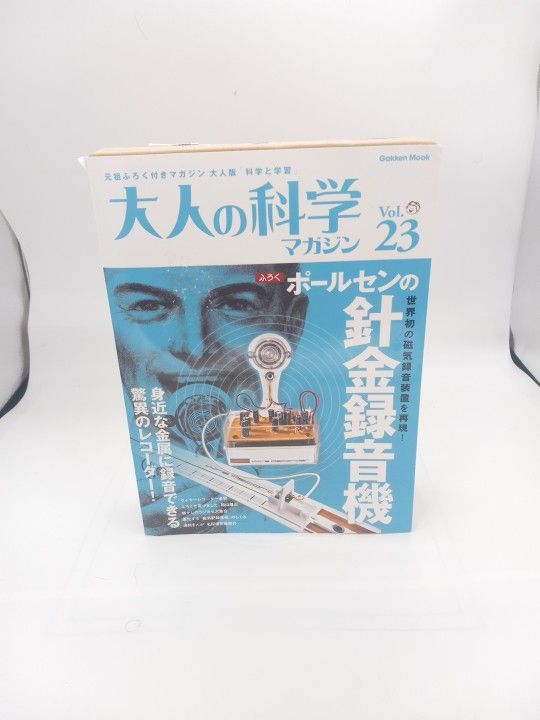 Gakken Mook
元祖ふろく付きマガジン 大人版「科学と学習」
大人の科学
マガジン
Vol.
23
ふろく
ポールセンの
針金録音機
世界初の磁気録音装置を再現!
身近な金属に録音できる
驚異のレコーダー!